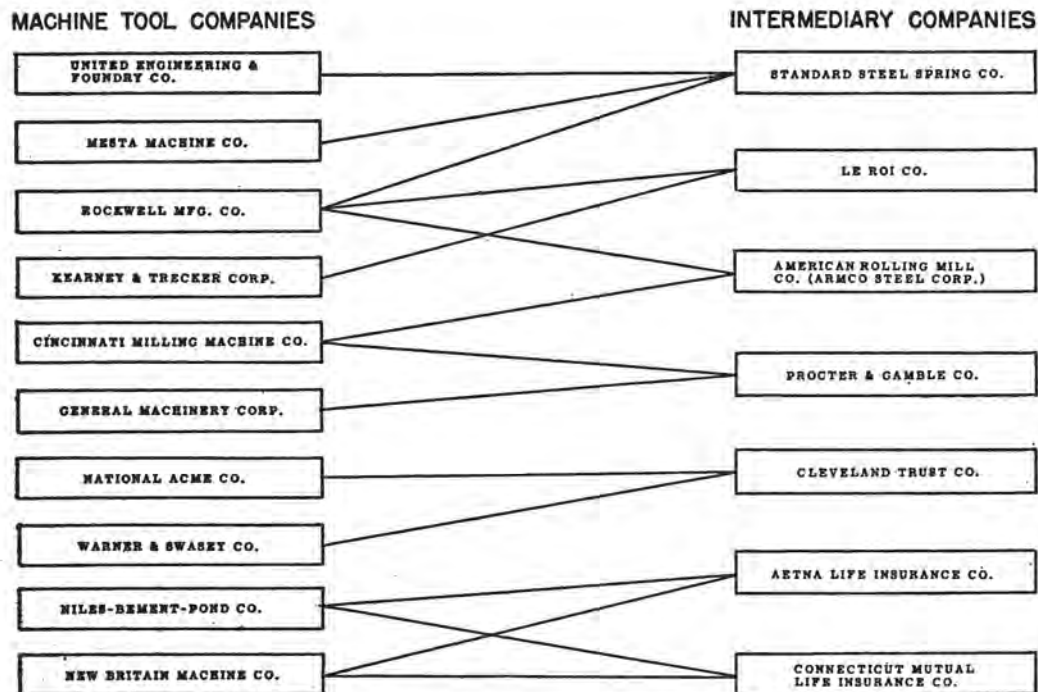 MACHINE TOOL COMPANIES
INTERMEDIARY COMPANIES
UNITED ENGINEERING &
FOUNDRY CO.
STANDARD STEEL SPRING CO.
MESTA MACHINE CO.
LE ROI CO.
ROCKWELL MFG. CO.
KEARNEY & TRECKER CORP.
AMERICAN ROLLING MILL
CO. (ARMCO STEEL CORP.)
CINCINNATI MILLING MACHINE CO.
PROCTER & GAMBLE CO.
GENERAL MACHINERY CORP.
NATIONAL ACME CO.
CLEVELAND TRUST CO.
WARNER & SWASEY CO.
AETNA LIFE INSURANCE CO.
NILES-BEMENT-POND CO.
NEW BRITAIN MACHINE CO.
CONNECTICUT MUTUAL
LIFE INSURANCE CO.